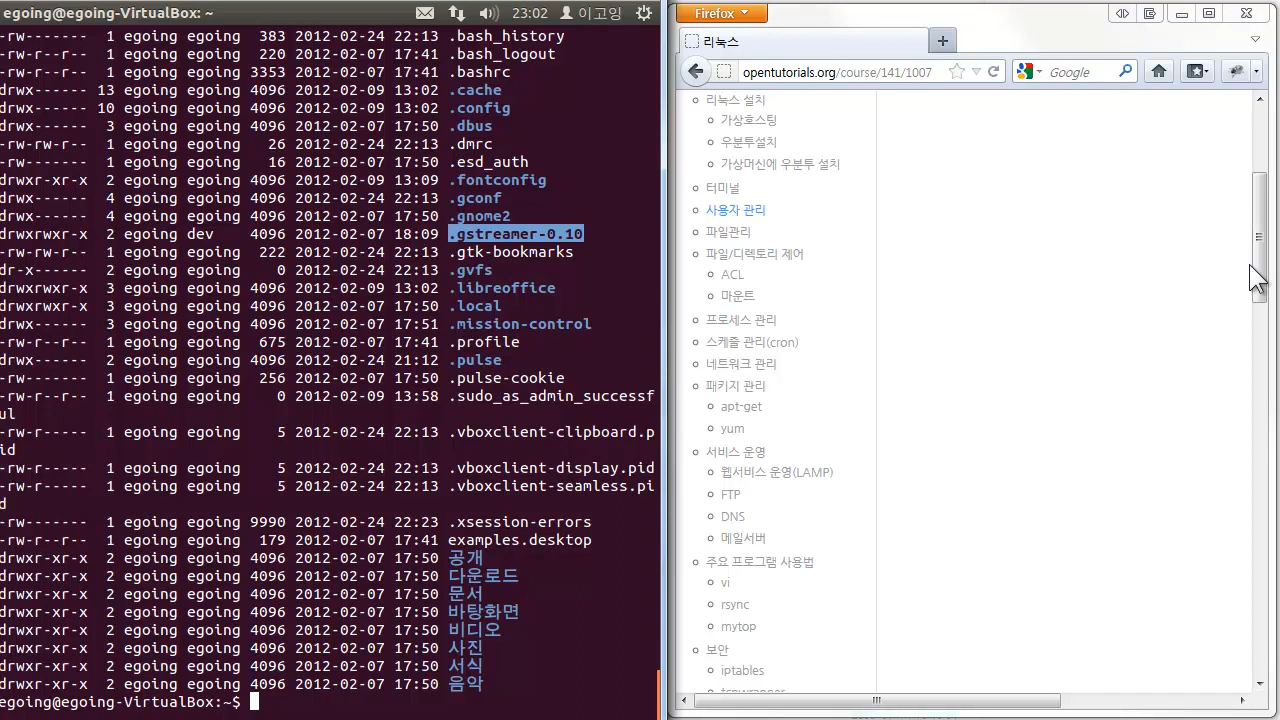 egoing@egoing-VirtualBox: ~ 23:02 이고잉
-rw------- 1 egoing egoing 383 2012-02-24 22:13 .bash_history
-rw-r--r-- 1 egoing egoing 220 2012-02-07 17:41 .bash_logout
-rw-r--r-- 1 egoing egoing 3353 2012-02-07 17:41 .bashrc
drwx------ 13 egoing egoing 4096 2012-02-09 13:02 .cache
drwx------ 10 egoing egoing 4096 2012-02-09 13:02 .config
drwx------ 3 egoing egoing 4096 2012-02-07 17:50 .dbus
-rw-r--r-- 1 egoing egoing 26 2012-02-24 22:13 .dmrc
-rw------- 1 egoing egoing 16 2012-02-07 17:50 .esd_auth
drwxr-xr-x 2 egoing egoing 4096 2012-02-09 13:09 .fontconfig
drwx------ 4 egoing egoing 4096 2012-02-24 22:13 .gconf
drwx------ 4 egoing egoing 4096 2012-02-07 17:50 .gnome2
drwxrwxr-x 2 egoing dev 4096 2012-02-07 18:09 .gstreamer-0.10
-rw-r--r-- 1 egoing egoing 222 2012-02-24 22:13 .gtk-bookmarks
dr-x------ 2 egoing egoing 0 2012-02-24 22:13 .gvfs
drwxr-xr-x 3 egoing egoing 4096 2012-02-09 13:02 .libreoffice
drwxr-xr-x 3 egoing egoing 4096 2012-02-07 17:50 .local
drwx------ 3 egoing egoing 4096 2012-02-07 17:51 .mission-control
-rw-r--r-- 1 egoing egoing 675 2012-02-07 17:41 .profile
drwx------ 2 egoing egoing 4096 2012-02-24 21:12 .pulse
-rw------- 1 egoing egoing 256 2012-02-07 17:50 .pulse-cookie
-rw-r--r-- 1 egoing egoing 0 2012-02-09 13:58 .sudo_as_admin_successf
ul
-rw-r----- 1 egoing egoing 5 2012-02-24 22:13 .vboxclient-clipboard.p
id
-rw-r----- 1 egoing egoing 5 2012-02-24 22:13 .vboxclient-display.pid
-rw-r----- 1 egoing egoing 5 2012-02-24 22:13 .vboxclient-seamless.pi
d
-rw------- 1 egoing egoing 9990 2012-02-24 22:23 .xsession-errors
-rw-r--r-- 1 egoing egoing 179 2012-02-07 17:41 examples.desktop
drwxr-xr-x 2 egoing egoing 4096 2012-02-07 17:50 공개
drwxr-xr-x 2 egoing egoing 4096 2012-02-07 17:50 다운로드
drwxr-xr-x 2 egoing egoing 4096 2012-02-07 17:50 문서
drwxr-xr-x 2 egoing egoing 4096 2012-02-07 17:50 바탕화면
drwxr-xr-x 2 egoing egoing 4096 2012-02-07 17:50 비디오
drwxr-xr-x 2 egoing egoing 4096 2012-02-07 17:50 사진
drwxr-xr-x 2 egoing egoing 4096 2012-02-07 17:50 서식
drwxr-xr-x 2 egoing egoing 4096 2012-02-07 17:50 음악
egoing@egoing-VirtualBox:~$
Firefox
리눅스
opentutorials.org/course/141/1007
Google
리눅스 설치
가상호스팅
우분투설치
가상머신에 우분투 설치
터미널
사용자 관리
파일관리
파일/디렉토리 제어
ACL
마운트
프로세스 관리
스케쥴 관리(cron)
네트워크 관리
패키지 관리
apt-get
yum
서비스 운영
웹서비스 운영(LAMP)
FTP
DNS
메일서버
주요 프로그램 사용법
vi
rsync
mytop
보안
iptables
tcpwrapper